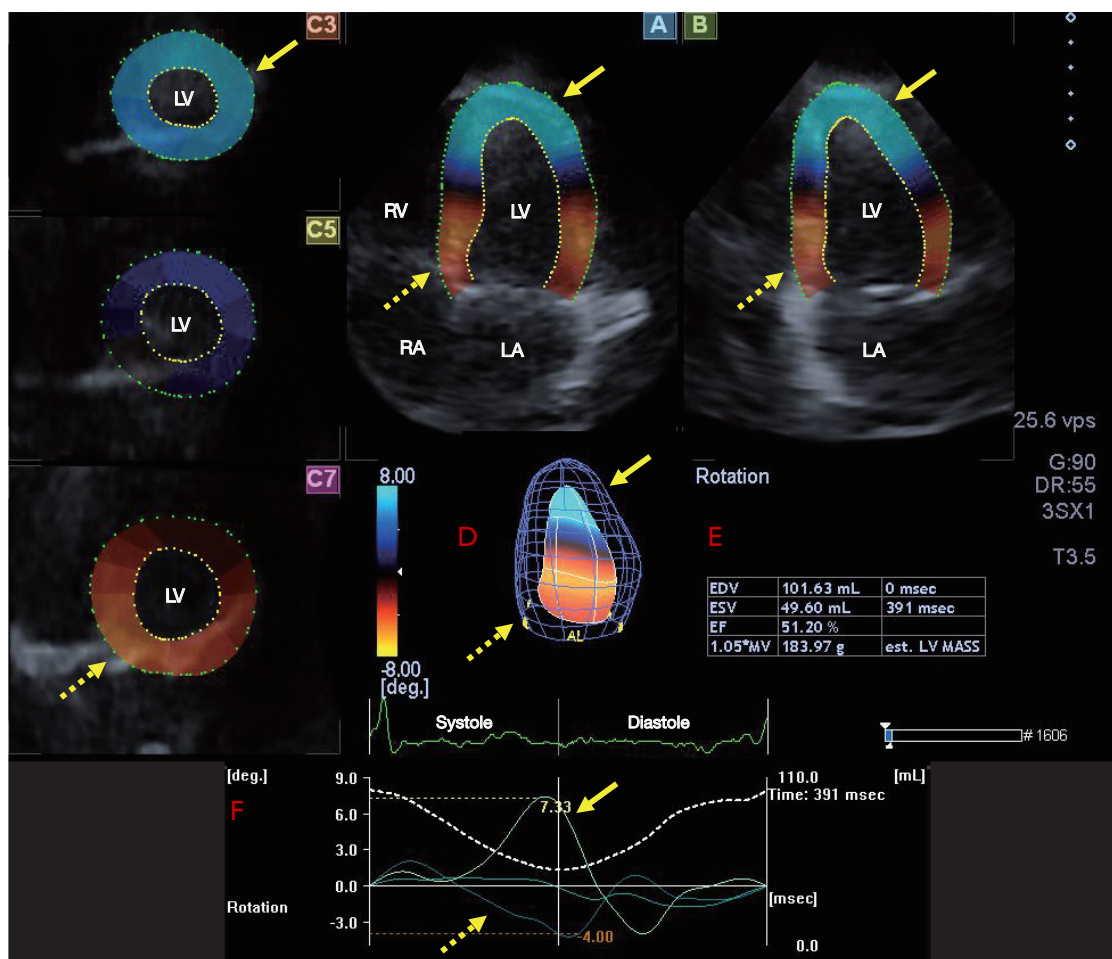 C3
LV
C5
LV
C7
LV
A
RV
LV
RA
LA
B
LV
LA
25.6 vps
G:90
DR:55
3SX1
T3.5
8.00
-8.00
[deg.]
D
AL
Rotation
E
EDV 101.63 mL 0 msec
ESV 49.60 mL 391 msec
EF 51.20 %
1.05*MV 183.97 g est. LV MASS
Systole
Diastole
# 1606
[deg.]
F
9.0
6.0
3.0
0.0
-3.0
Rotation
7.33
-4.00
110.0
[mL]
Time: 391 msec
[msec]
0.0